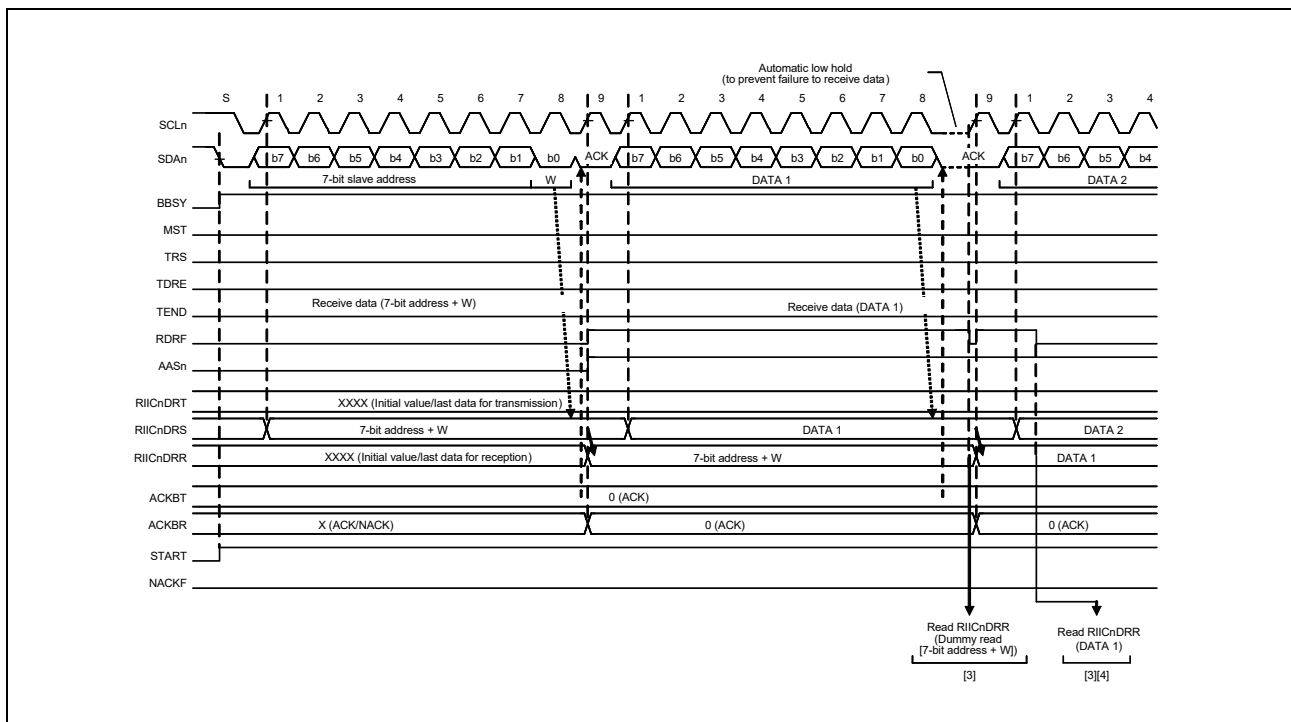 Automatic low hold
(to prevent failure to receive data)
S 1 2 3 4 5 6 7 8 9 1 2 3 4 5 6 7 8 9 1 2 3 4
SCLn
SDAn b7 b6 b5 b4 b3 b2 b1 b0 ACK b7 b6 b5 b4 b3 b2 b1 b0 ACK b7 b6 b5 b4
7-bit slave address W DATA 1 DATA 2
BBSY
MST
TRS
TDRE
Receive data (7-bit address + W) Receive data (DATA 1)
TEND
RDRF
AASn
RIICnDRT XXXX (Initial value/last data for transmission)
RIICnDRS 7-bit address + W DATA 1 DATA 2
RIICnDRR XXXX (Initial value/last data for reception) 7-bit address + W DATA 1
ACKBT 0 (ACK)
ACKBR X (ACK/NACK) 0 (ACK) 0 (ACK)
START
NACKF
Read RIICnDRR
(Dummy read
[7-bit address + W])
[3]
Read RIICnDRR
(DATA 1)
[3][4]